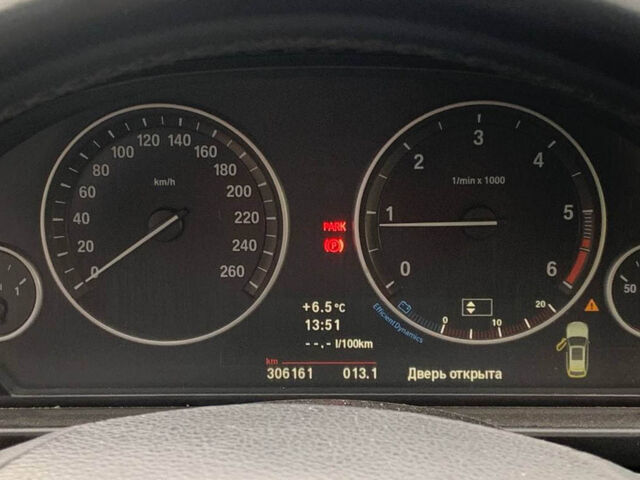 0 20 40 60 80 100 120 140 160 180 200 220 240 260
km/h
0 1 2 3 4 5 6
1/min x 1000
PARK
P
+6.5°C
13:51
--,- l/100km
km
306161 013.1 Дверь открыта
EfficientDynamics
0 10 20
1
50